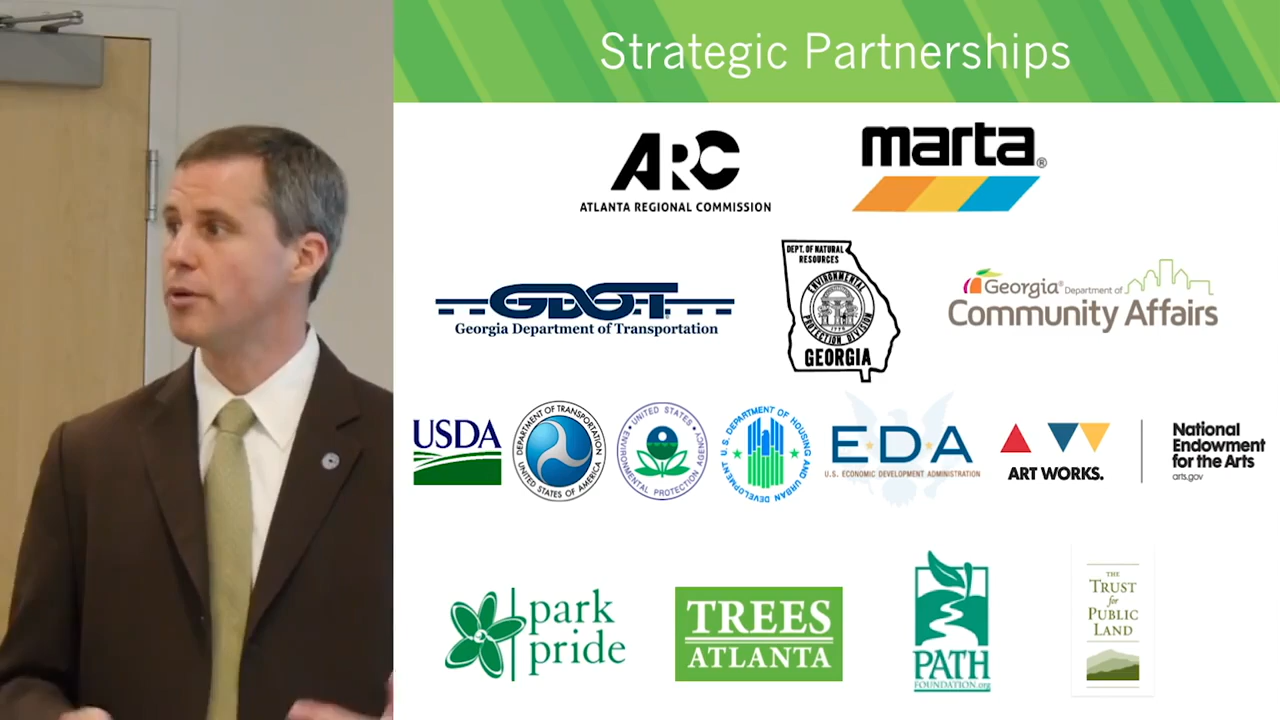 Strategic Partnerships
ARC
ATLANTA REGIONAL COMMISSION
marta®
GDOT
Georgia Department of Transportation
DEPT. OF NATURAL
RESOURCES
ENVIRONMENTAL
PROTECTION DIVISION
GEORGIA
Georgia® Department of
Community Affairs
USDA
DEPARTMENT OF TRANSPORTATION
UNITED STATES OF AMERICA
UNITED STATES
ENVIRONMENTAL PROTECTION AGENCY
U.S. DEPARTMENT OF HOUSING
AND URBAN DEVELOPMENT
EDA
U.S. ECONOMIC DEVELOPMENT ADMINISTRATION
ART WORKS.
National
Endowment
for the Arts
arts.gov
park
pride
TREES
ATLANTA
PATH
FOUNDATION.org
THE
TRUST
for
PUBLIC
LAND